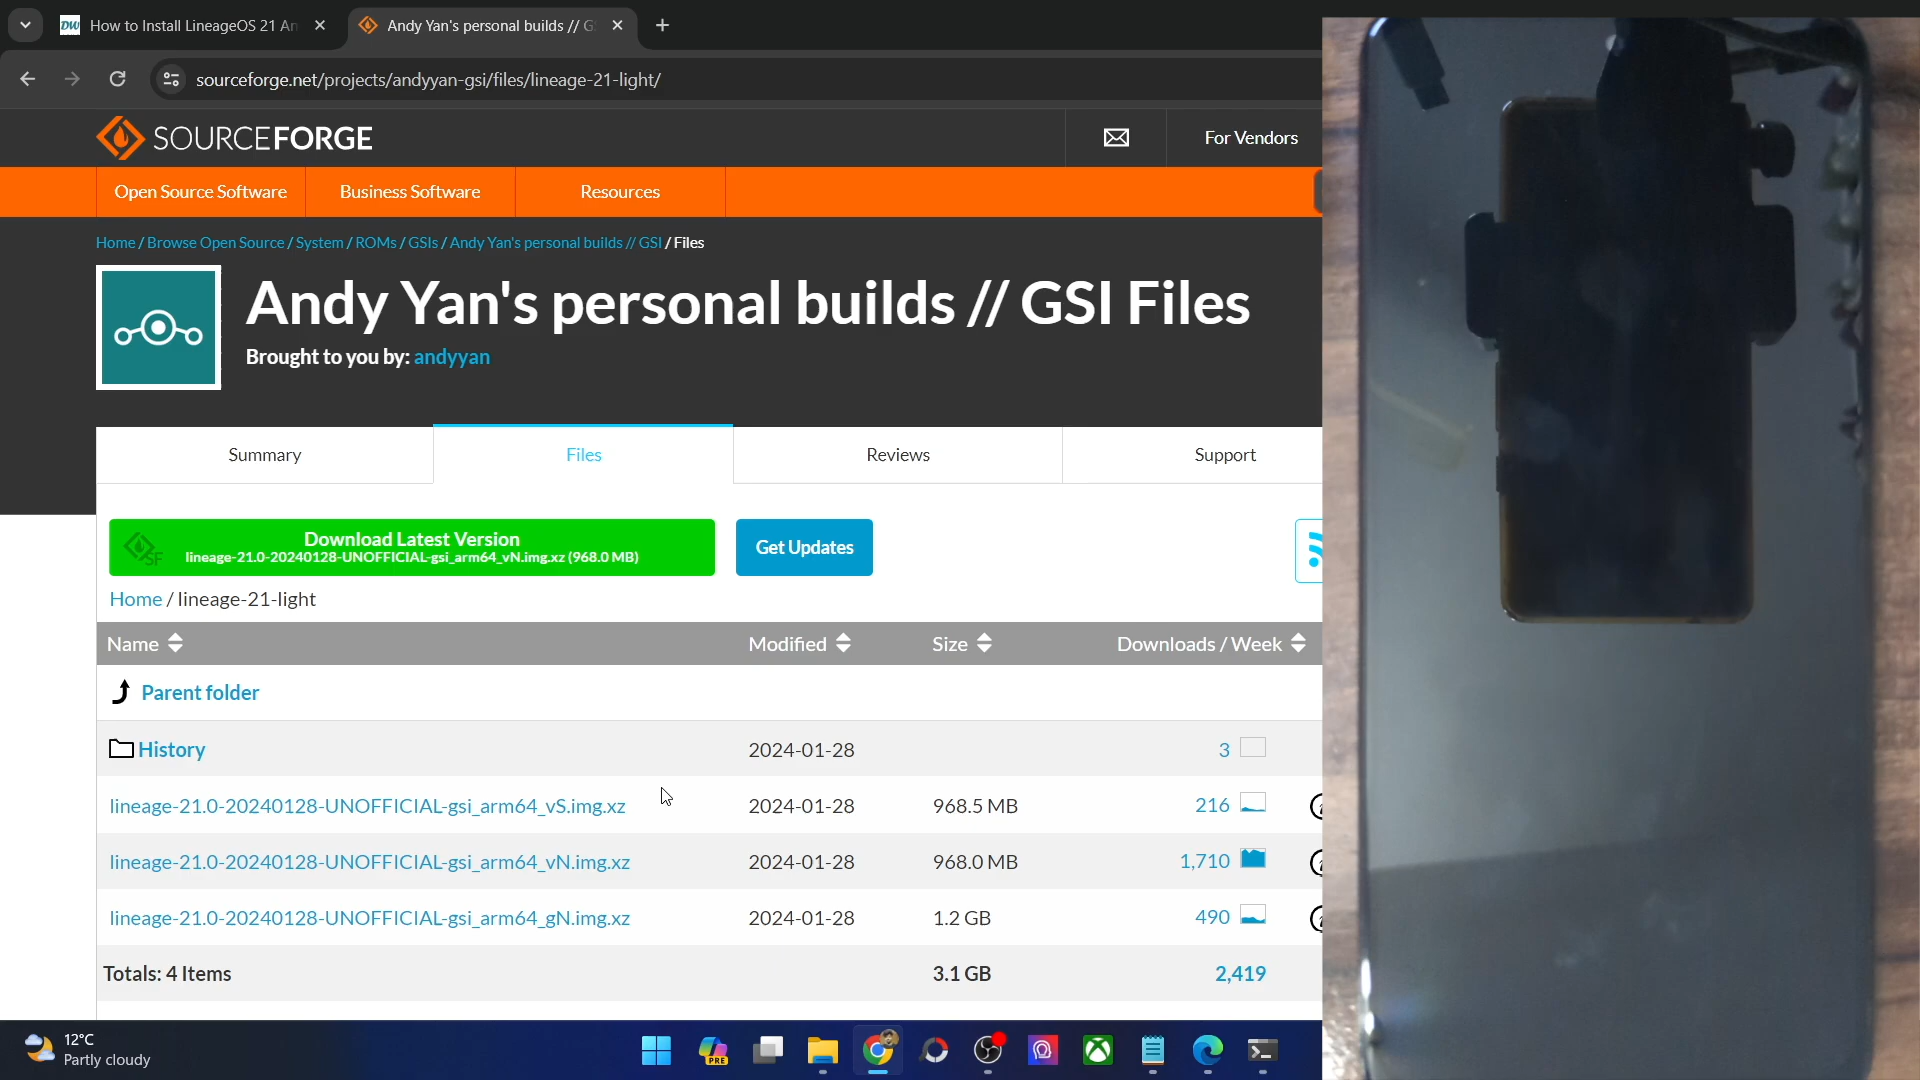 DW How to Install LineageOS 21 An
Andy Yan's personal builds // G
sourceforge.net/projects/andyyan-gsi/files/lineage-21-light/
SOURCEFORGE
For Vendors
Open Source Software
Business Software
Resources
Home / Browse Open Source / System / ROMs / GSIs / Andy Yan's personal builds // GSI / Files
Andy Yan's personal builds // GSI Files
Brought to you by: andyyan
Summary
Files
Reviews
Support
SF
Download Latest Version
lineage-21.0-20240128-UNOFFICIAL-gsi_arm64_vN.img.xz (968.0 MB)
Get Updates
Home / lineage-21-light
Name Modified Size Downloads / Week
Parent folder
History 2024-01-28 3
lineage-21.0-20240128-UNOFFICIAL-gsi_arm64_vS.img.xz 2024-01-28 968.5 MB 216
lineage-21.0-20240128-UNOFFICIAL-gsi_arm64_vN.img.xz 2024-01-28 968.0 MB 1,710
lineage-21.0-20240128-UNOFFICIAL-gsi_arm64_gN.img.xz 2024-01-28 1.2 GB 490
Totals: 4 Items 3.1 GB 2,419
12°C
Partly cloudy
PRE